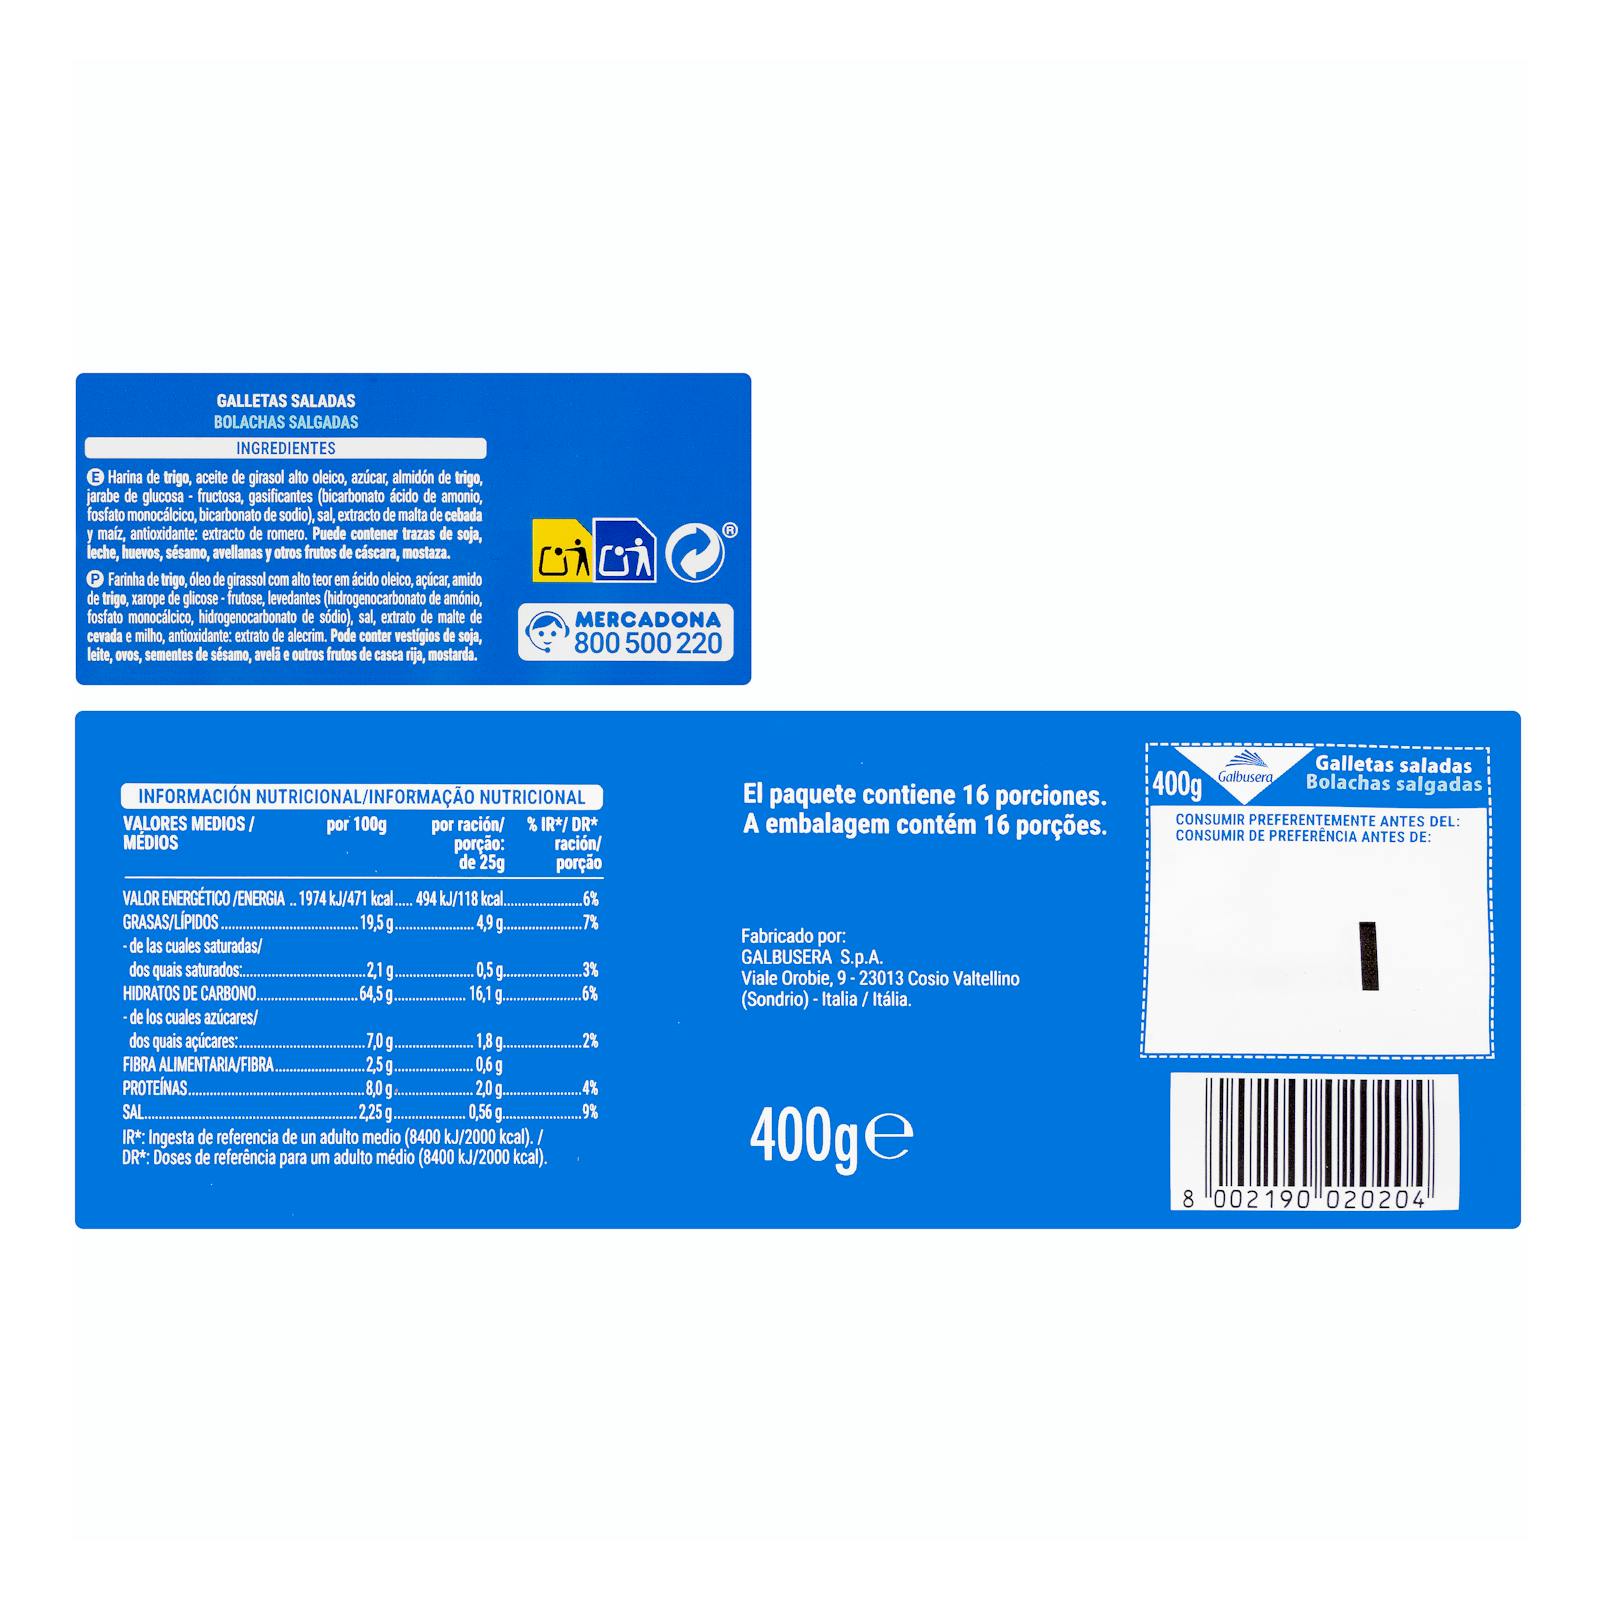 GALLETAS SALADAS
BOLACHAS SALGADAS
INGREDIENTES
E Harina de trigo, aceite de girasol alto oleico, azúcar, almidón de trigo,
jarabe de glucosa - fructosa, gasificantes (bicarbonato ácido de amonio,
fosfato monocálcico, bicarbonato de sodio), sal, extracto de malta de cebada
y maíz, antioxidante: extracto de romero. Puede contener trazas de soja,
leche, huevos, sésamo, avellanas y otros frutos de cáscara, mostaza.
P Farinha de trigo, óleo de girassol com alto teor em ácido oleico, açúcar, amido
de trigo, xarope de glicose - frutose, levedantes (hidrogenocarbonato de amónio,
fosfato monocálcico, hidrogenocarbonato de sódio), sal, extrato de malte de
cevada e milho, antioxidante: extrato de alecrim. Pode conter vestígios de soja,
leite, ovos, sementes de sésamo, avelã e outros frutos de casca rija, mostarda.
®
MERCADONA
800 500 220
INFORMACIÓN NUTRICIONAL/INFORMAÇÃO NUTRICIONAL
VALORES MEDIOS / por 100g por ración/ % IR*/ DR*
MÉDIOS porção: ración/
de 25g porção
VALOR ENERGÉTICO /ENERGIA .. 1974 kJ/471 kcal..... 494 kJ/118 kcal..................6%
GRASAS/LÍPIDOS ............................... 19,5 g.................. 4,9 g..................7%
- de las cuales saturadas/
dos quais saturados:...........................2,1 g.................. 0,5 g..................3%
HIDRATOS DE CARBONO....................... 64,5 g................. 16,1 g..................6%
- de los cuales azúcares/
dos quais açúcares:............................7,0 g.................. 1,8 g..................2%
FIBRA ALIMENTARIA/FIBRA....................2,5 g.................. 0,6 g
PROTEÍNAS.......................................8,0 g.................. 2,0 g..................4%
SAL............................................... 2,25 g................. 0,56 g..................9%
IR*: Ingesta de referencia de un adulto medio (8400 kJ/2000 kcal). /
DR*: Doses de referência para um adulto médio (8400 kJ/2000 kcal).
El paquete contiene 16 porciones.
A embalagem contém 16 porções.
Fabricado por:
GALBUSERA S.p.A.
Viale Orobie, 9 - 23013 Cosio Valtellino
(Sondrio) - Italia / Itália.
400g e
400g Galbusera Galletas saladas
Bolachas salgadas
CONSUMIR PREFERENTEMENTE ANTES DEL:
CONSUMIR DE PREFERÊNCIA ANTES DE:
8 002190 020204